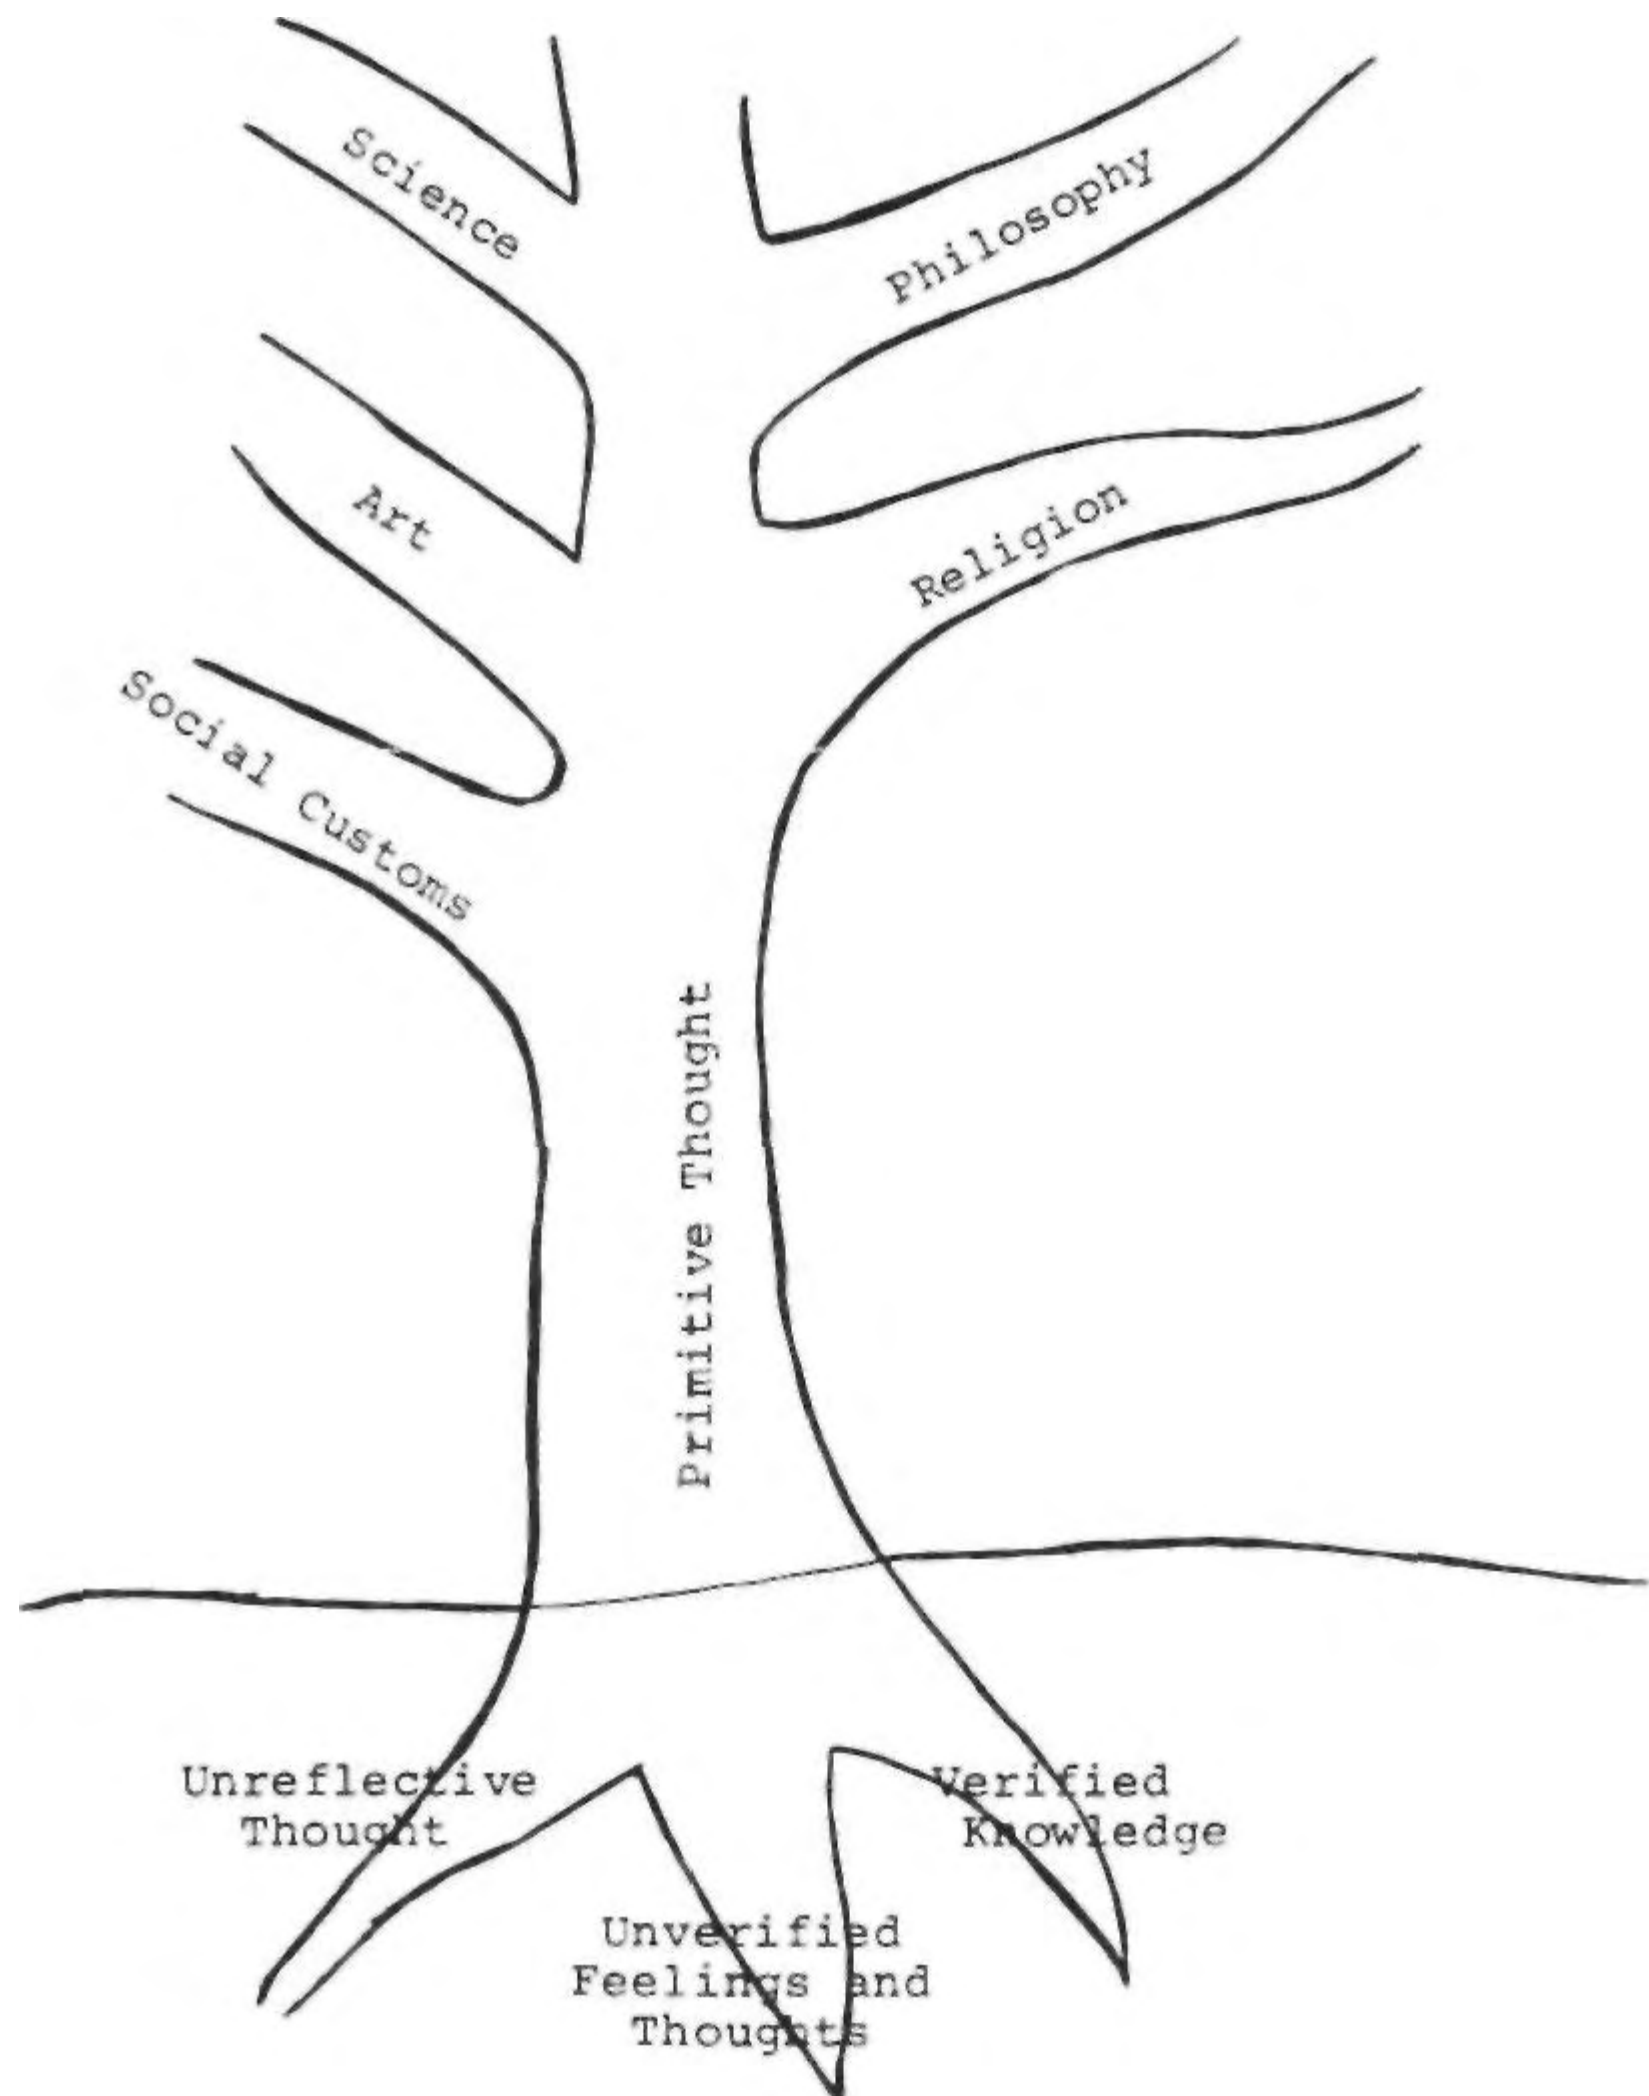 Science
Philosophy
Art
Religion
Social Customs
Primitive Thought
Unreflective
Thought
Verified
Knowledge
Unverified
Feelings and
Thoughts